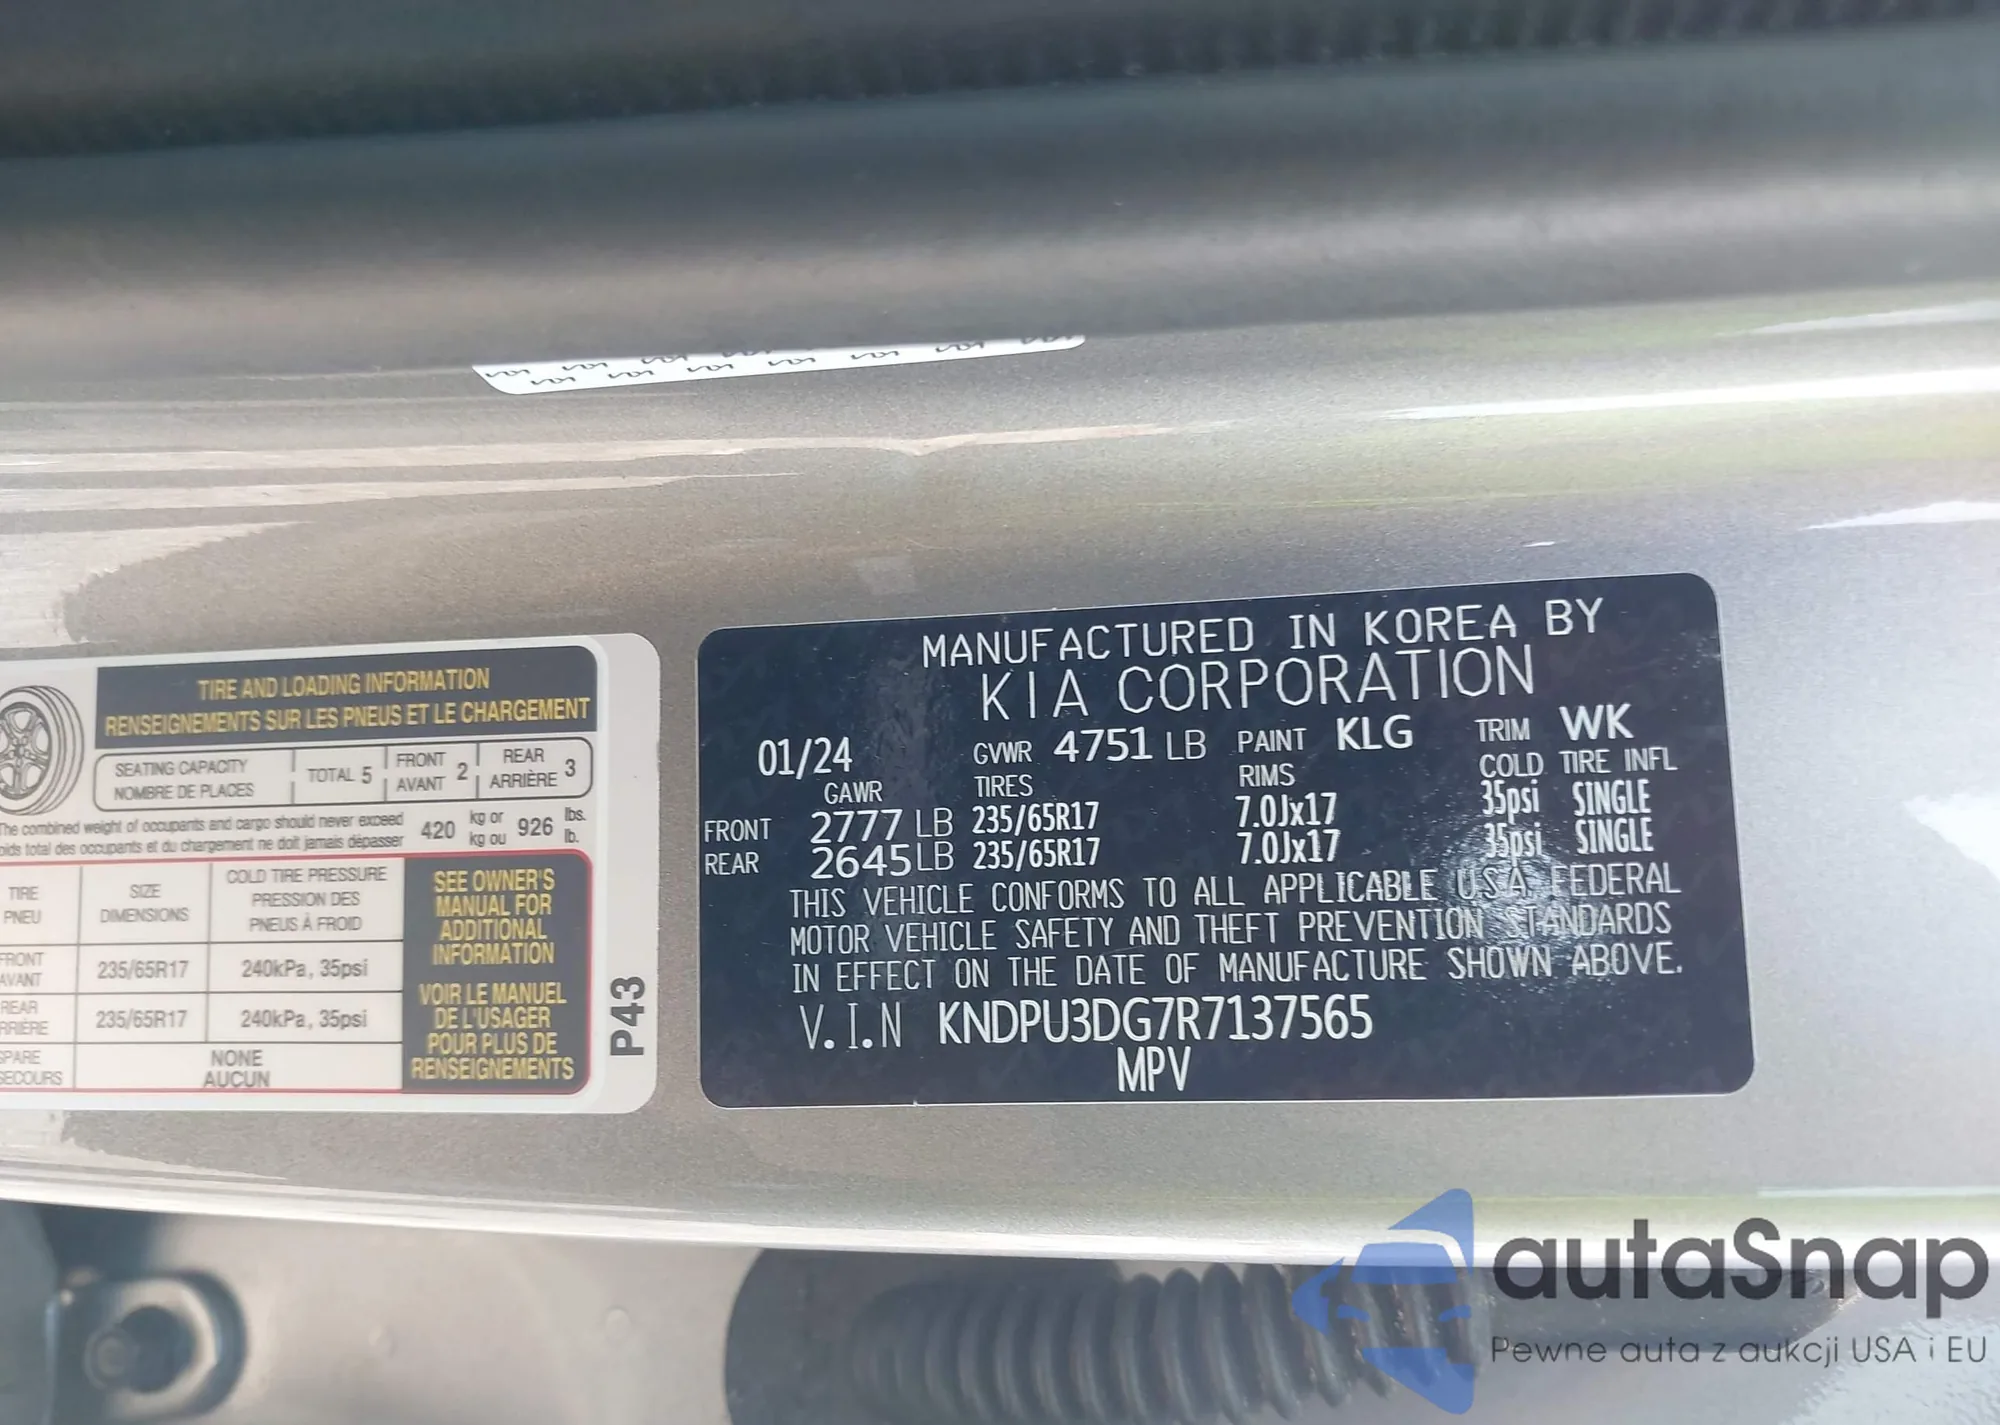 TIRE AND LOADING INFORMATION
RENSEIGNEMENTS SUR LES PNEUS ET LE CHARGEMENT
SEATING CAPACITY
NOMBRE DE PLACES
TOTAL 5
FRONT
AVANT 2
REAR
ARRIÈRE 3
The combined weight of occupants and cargo should never exceed 420 kg or 926 lbs.
oids total des occupants et du chargement ne doit jamais dépasser kg ou lb.
TIRE
PNEU
SIZE
DIMENSIONS
COLD TIRE PRESSURE
PRESSION DES
PNEUS À FROID
FRONT
AVANT
235/65R17
240kPa, 35psi
REAR
RRIÈRE
235/65R17
240kPa, 35psi
SPARE
SECOURS
NONE
AUCUN
SEE OWNER'S
MANUAL FOR
ADDITIONAL
INFORMATION
VOIR LE MANUEL
DE L'USAGER
POUR PLUS DE
RENSEIGNEMENTS
P43
MANUFACTURED IN KOREA BY
KIA CORPORATION
01/24 GVWR 4751 LB PAINT KLG TRIM WK
GAWR TIRES RIMS COLD TIRE INFL
FRONT 2777 LB 235/65R17 7.0Jx17 35psi SINGLE
REAR 2645 LB 235/65R17 7.0Jx17 35psi SINGLE
THIS VEHICLE CONFORMS TO ALL APPLICABLE U.S.A. FEDERAL
MOTOR VEHICLE SAFETY AND THEFT PREVENTION STANDARDS
IN EFFECT ON THE DATE OF MANUFACTURE SHOWN ABOVE.
V.I.N KNDPU3DG7R7137565
MPV
autaSnap
Pewne auta z aukcji USA i EU